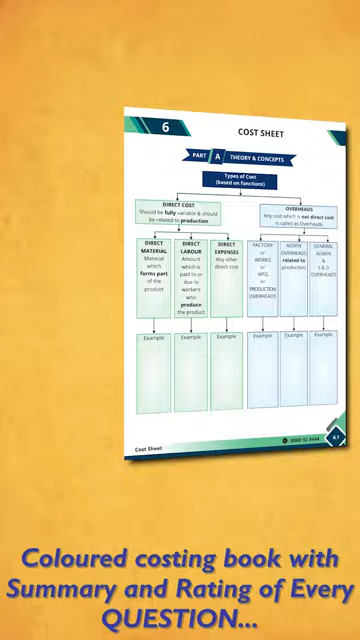 6
COST SHEET
PART A THEORY & CONCEPTS
Types of Cost
(based on functions)
DIRECT COST
Should be fully variable & should
be related to production
OVERHEADS
Any cost which is not direct cost
is called as Overheads
DIRECT
MATERIAL
Material
which
forms part
of the
product
DIRECT
LABOUR
Amount
which is
paid to or
due to
workers
who
produce
the product
DIRECT
EXPENSES
Any other
direct cost
FACTORY
or
WORKS
or
MFG
or
PRODUCTION
OVERHEADS
ADMIN
OVERHEADS
related to
production
GENERAL
ADMIN
&
S & D
OVERHEADS
Example
Example
Example
Example
Example
Example
Cost Sheet
6.1
Coloured costing book with
Summary and Rating of Every
QUESTION...